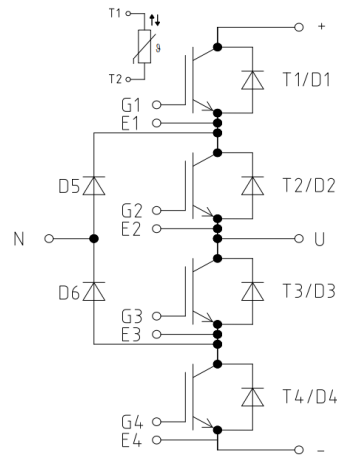 T1
T2
ϑ
+
G1
E1
T1/D1
D5
G2
E2
T2/D2
N
U
D6
G3
E3
T3/D3
G4
E4
T4/D4
-